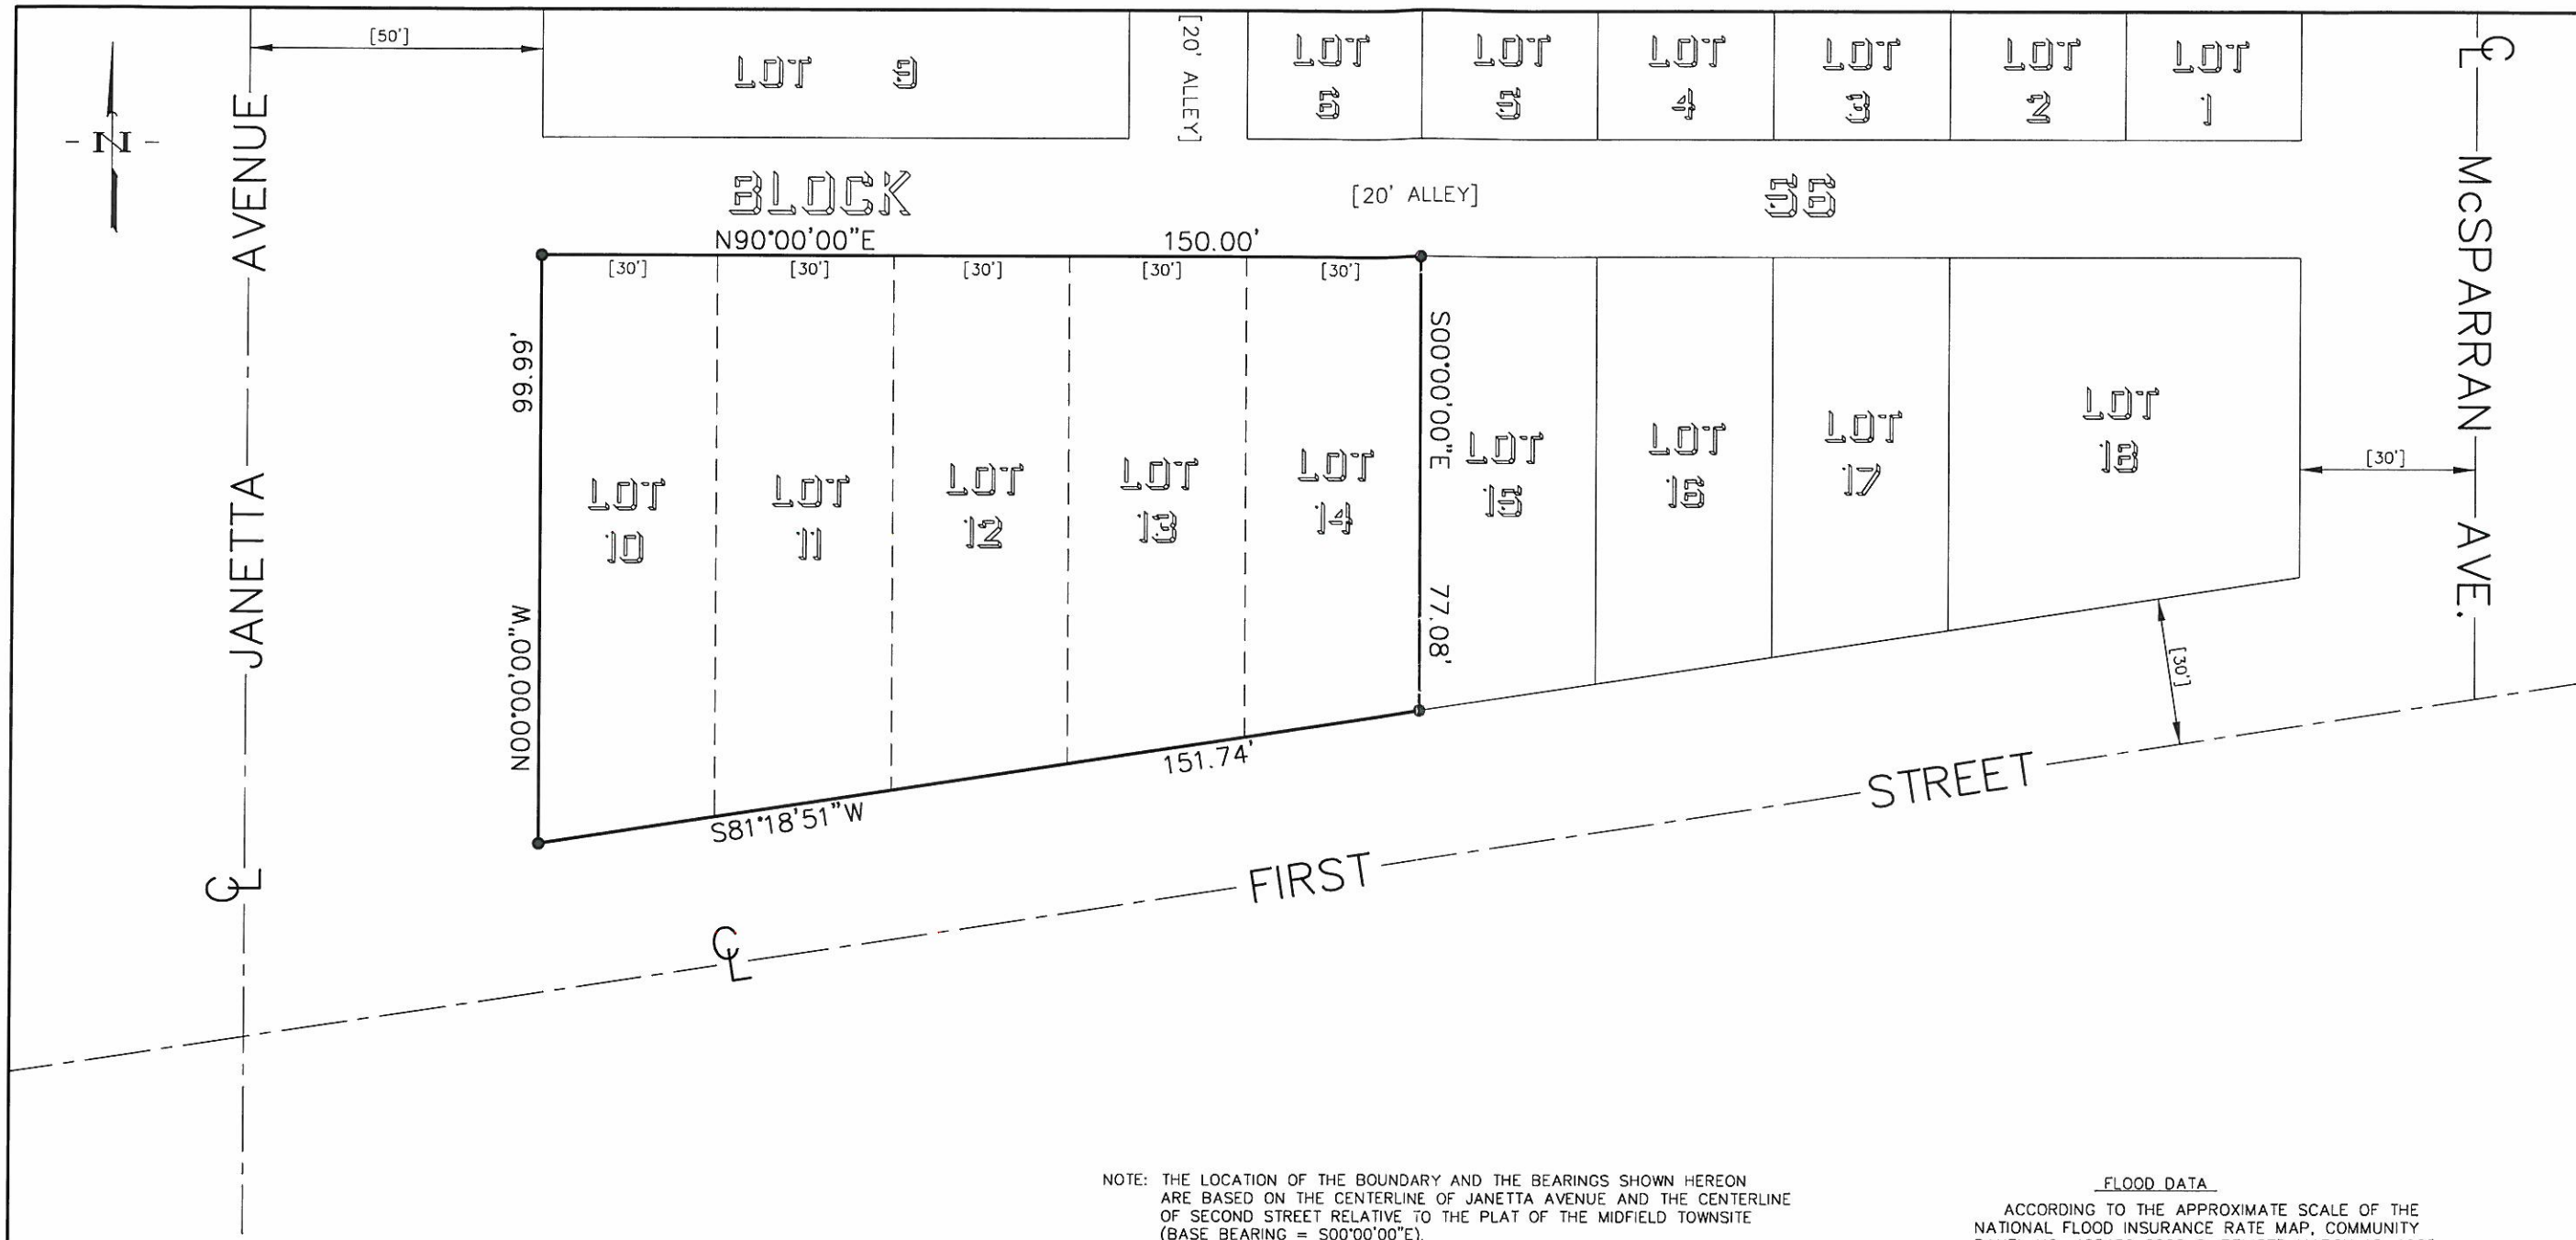 [50']
[20' ALLEY]
LOT 9
LOT 6
LOT 5
LOT 4
LOT 3
LOT 2
LOT 1
C L
- N -
JANETTA AVENUE
McSPARRAN AVE.
BLOCK 56
[20' ALLEY]
N90°00'00"E 150.00'
[30'] [30'] [30'] [30'] [30']
99.99'
N00°00'00"W
S00°00'00"E
77.08'
LOT 10
LOT 11
LOT 12
LOT 13
LOT 14
LOT 15
LOT 16
LOT 17
LOT 18
[30']
[30']
S81°18'51"W
151.74'
C L
C L
FIRST STREET
NOTE: THE LOCATION OF THE BOUNDARY AND THE BEARINGS SHOWN HEREON
ARE BASED ON THE CENTERLINE OF JANETTA AVENUE AND THE CENTERLINE
OF SECOND STREET RELATIVE TO THE PLAT OF THE MIDFIELD TOWNSITE
(BASE BEARING = S00°00'00"E).
FLOOD DATA
ACCORDING TO THE APPROXIMATE SCALE OF THE
NATIONAL FLOOD INSURANCE RATE MAP, COMMUNITY